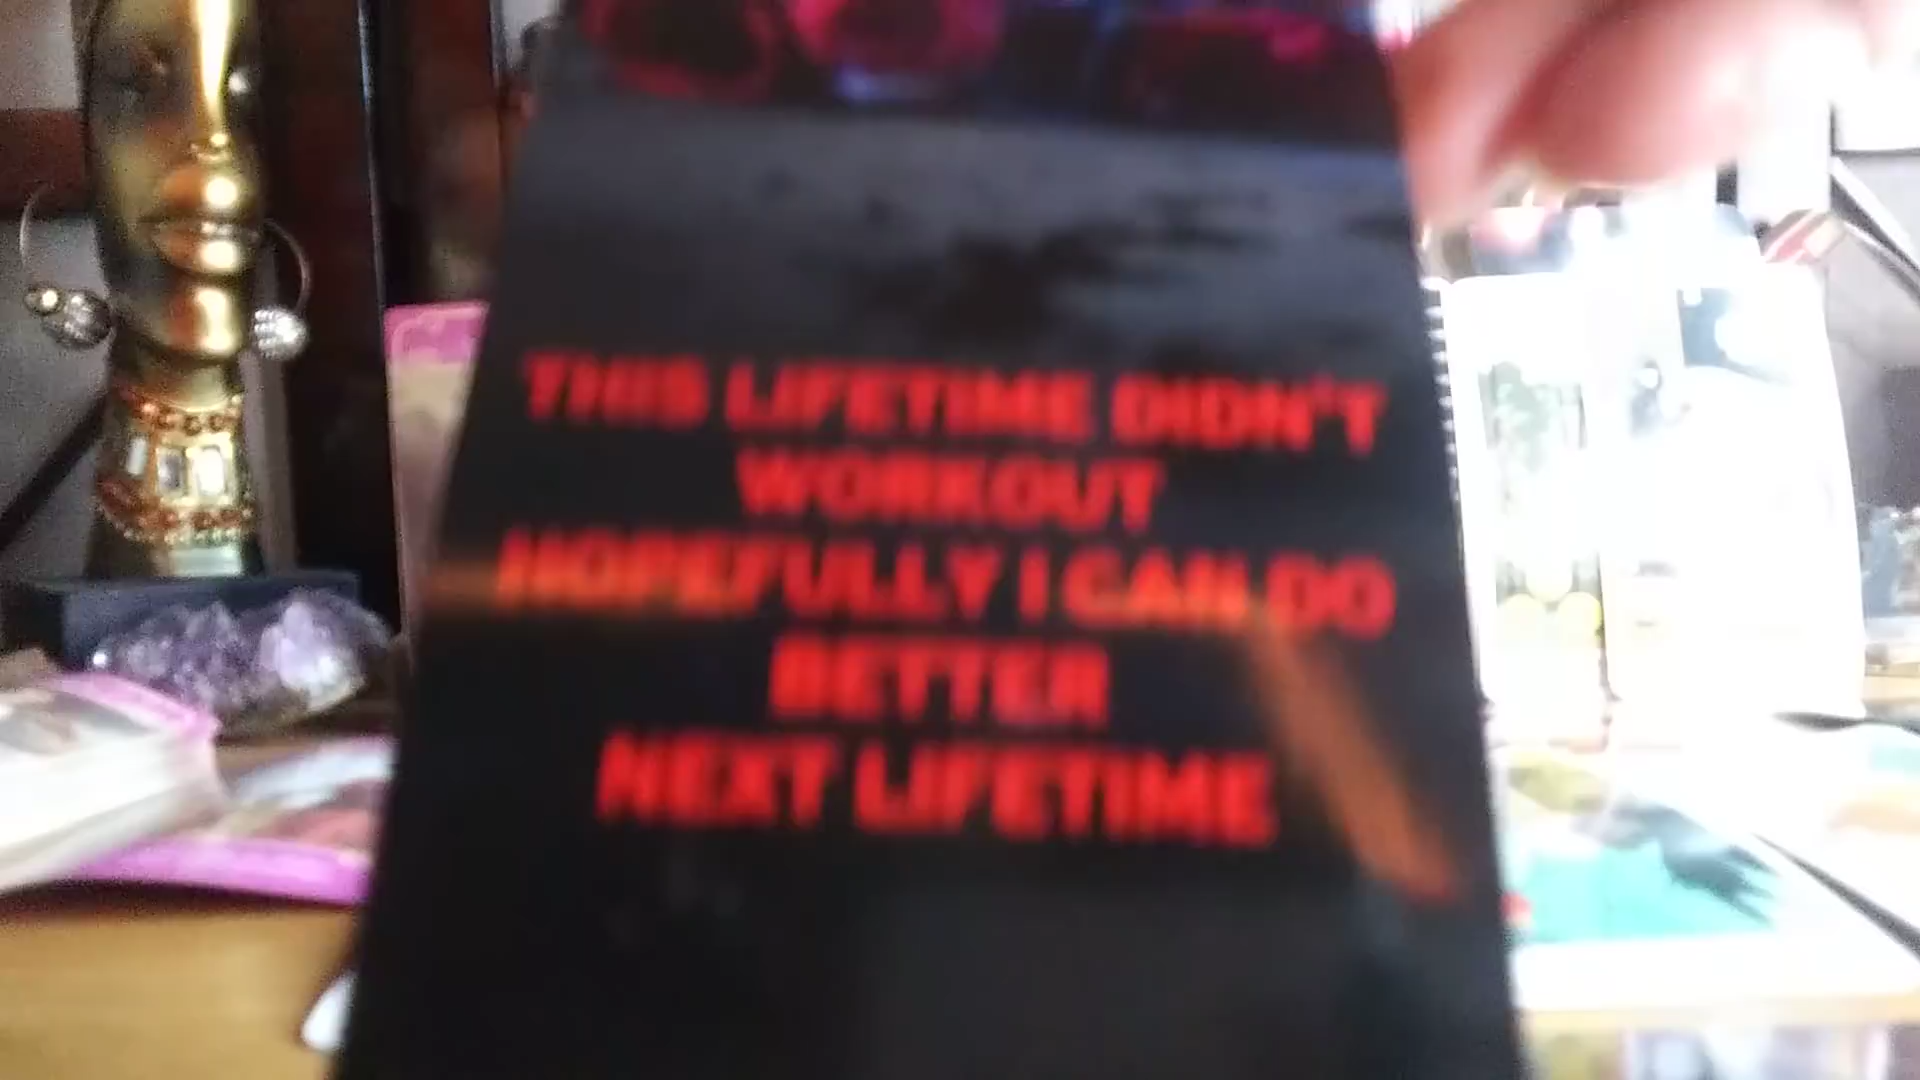 THIS LIFETIME DIDN'T
WORKOUT
HOPEFULLY I CAN DO
BETTER
NEXT LIFETIME